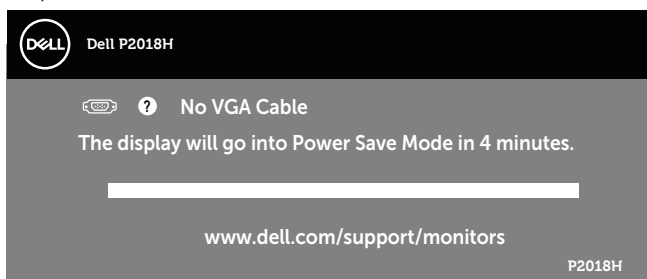 DELL
Dell P2018H
? No VGA Cable
The display will go into Power Save Mode in 4 minutes.
www.dell.com/support/monitors
P2018H